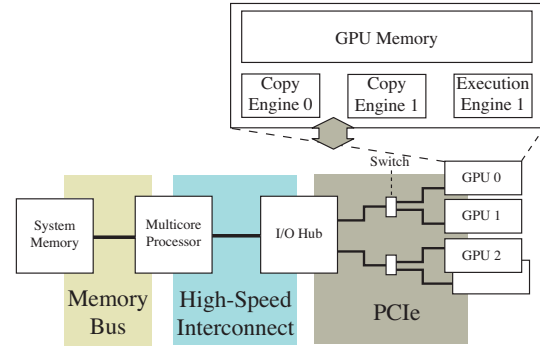 GPU Memory
Copy
Engine 0
Copy
Engine 1
Execution
Engine 1
Switch
GPU 0
GPU 1
GPU 2
System
Memory
Multicore
Processor
I/O Hub
Memory
Bus
High-Speed
Interconnect
PCIe